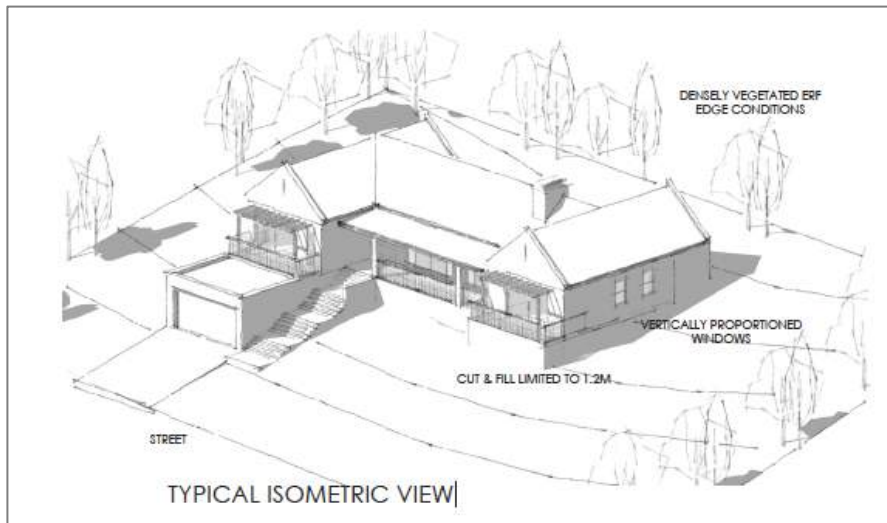 DENSELY VEGETATED ERF
EDGE CONDITIONS
VERTICALLY PROPORTIONED
WINDOWS
CUT & FILL LIMITED TO 1.2M
STREET
TYPICAL ISOMETRIC VIEW